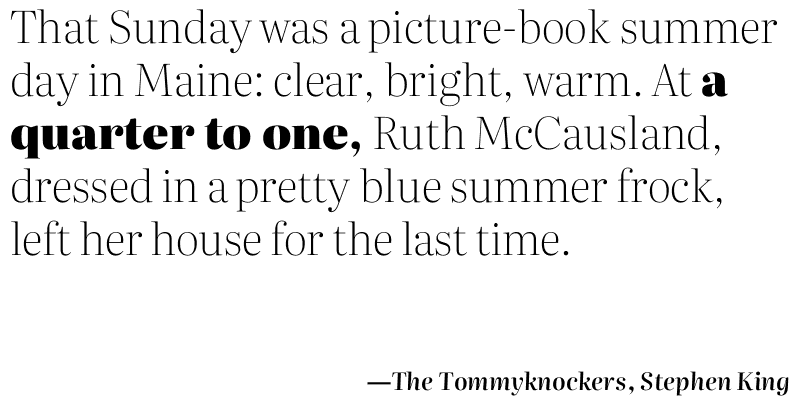 That Sunday was a picture-book summer
day in Maine: clear, bright, warm. At a
quarter to one, Ruth McCausland,
dressed in a pretty blue summer frock,
left her house for the last time.
—The Tommyknockers, Stephen King